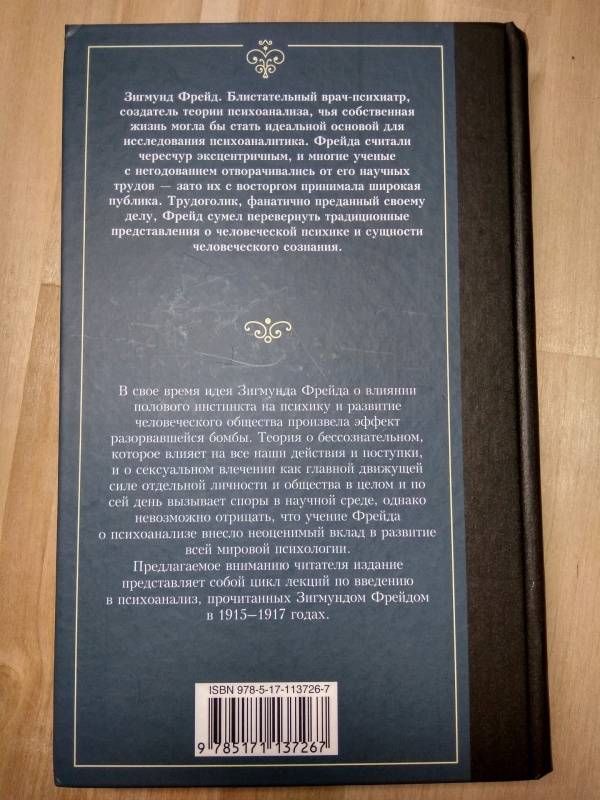 Зигмунд Фрейд. Блистательный врач-психиатр,
создатель теории психоанализа, чья собственная
жизнь могла бы стать идеальной основой для
исследования психоаналитика. Фрейда считали
чересчур эксцентричным, и многие ученые
с негодованием отворачивались от его научных
трудов — зато их с восторгом принимала широкая
публика. Трудоголик, фанатично преданный своему
делу, Фрейд сумел перевернуть традиционные
представления о человеческой психике и сущности
человеческого сознания.
В свое время идея Зигмунда Фрейда о влиянии
полового инстинкта на психику и развитие
человеческого общества произвела эффект
разорвавшейся бомбы. Теория о бессознательном,
которое влияет на все наши действия и поступки,
и о сексуальном влечении как главной движущей
силе отдельной личности и общества в целом и по
сей день вызывает споры в научной среде, однако
невозможно отрицать, что учение Фрейда
о психоанализе внесло неоценимый вклад в развитие
всей мировой психологии.
Предлагаемое вниманию читателя издание
представляет собой цикл лекций по введению
в психоанализ, прочитанных Зигмундом Фрейдом
в 1915—1917 годах.
ISBN 978-5-17-113726-7
9 785171 137267